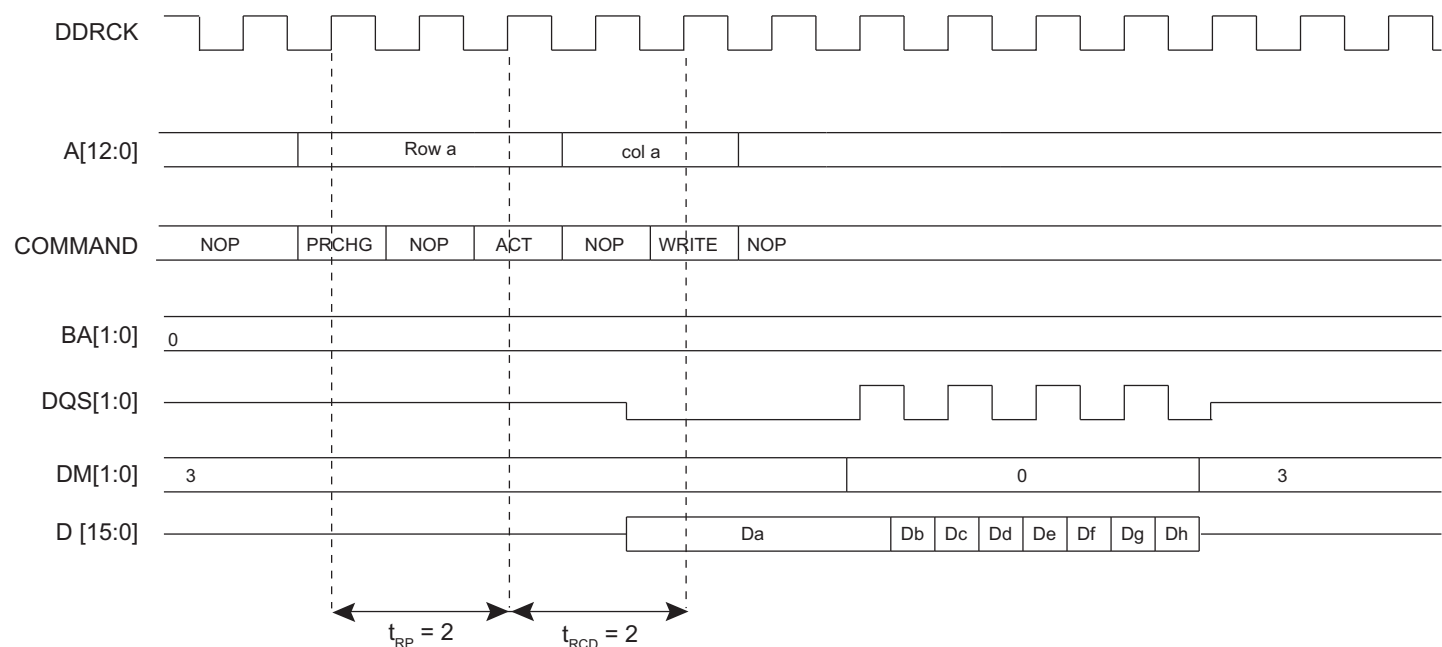 DDRCK
A[12:0] Row a col a
COMMAND NOP PRCHG NOP ACT NOP WRITE NOP
BA[1:0] 0
DQS[1:0]
DM[1:0] 3 0 3
D [15:0] Da Db Dc Dd De Df Dg Dh
tRP = 2 tRCD = 2